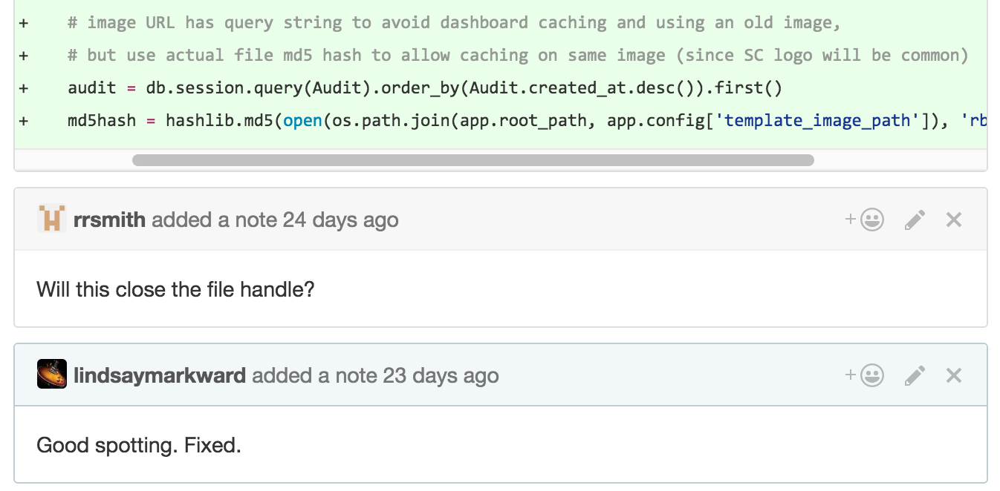 + # image URL has query string to avoid dashboard caching and using an old image,
+ # but use actual file md5 hash to allow caching on same image (since SC logo will be common)
+ audit = db.session.query(Audit).order_by(Audit.created_at.desc()).first()
+ md5hash = hashlib.md5(open(os.path.join(app.root_path, app.config['template_image_path']), 'rb
rrsmith added a note 24 days ago
Will this close the file handle?
lindsaymarkward added a note 23 days ago
Good spotting. Fixed.